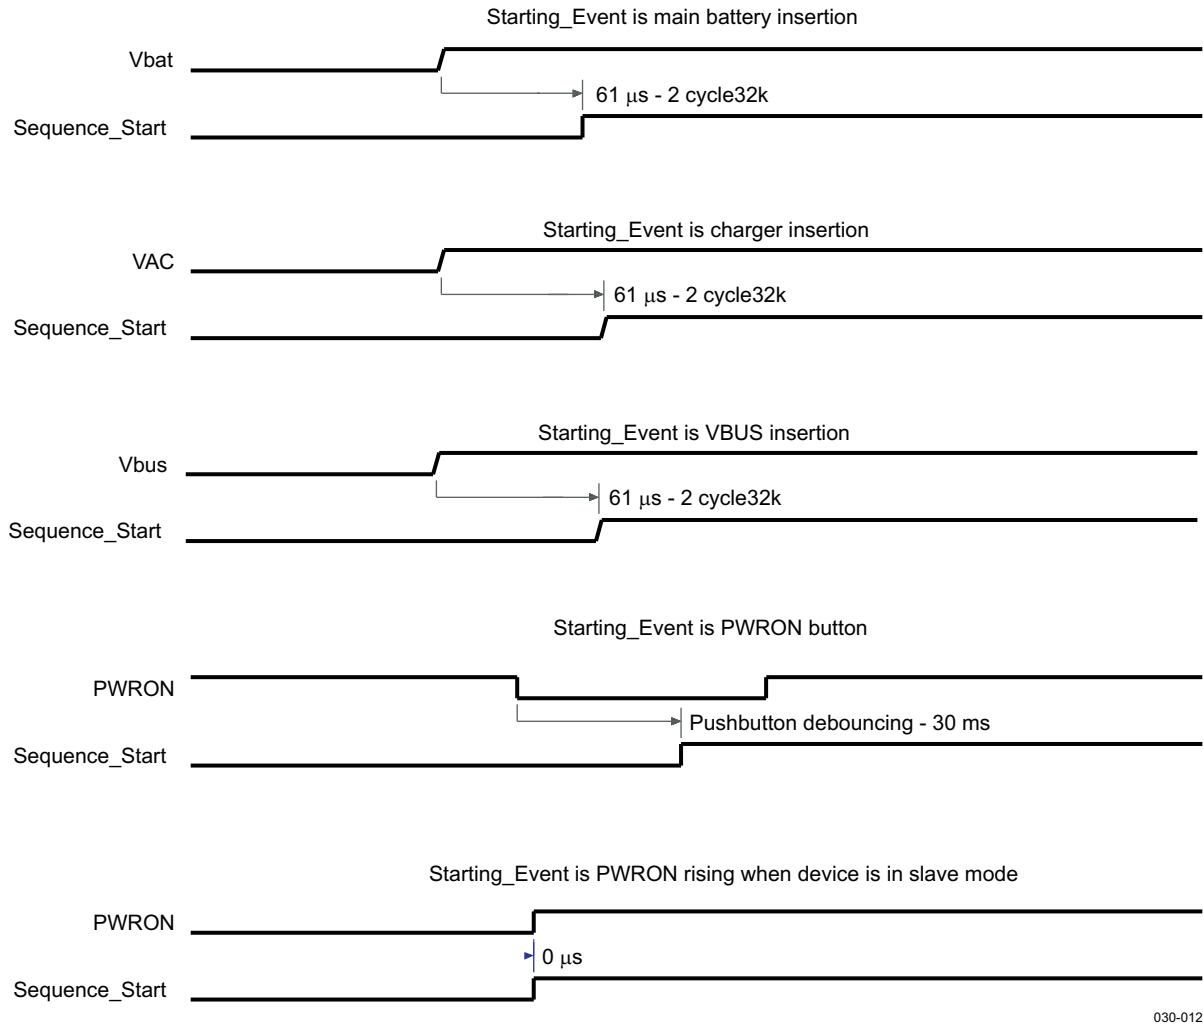 Starting_Event is main battery insertion
Vbat
61 μs - 2 cycle32k
Sequence_Start
Starting_Event is charger insertion
VAC
61 μs - 2 cycle32k
Sequence_Start
Starting_Event is VBUS insertion
Vbus
61 μs - 2 cycle32k
Sequence_Start
Starting_Event is PWRON button
PWRON
Pushbutton debouncing - 30 ms
Sequence_Start
Starting_Event is PWRON rising when device is in slave mode
PWRON
0 μs
Sequence_Start
030-012